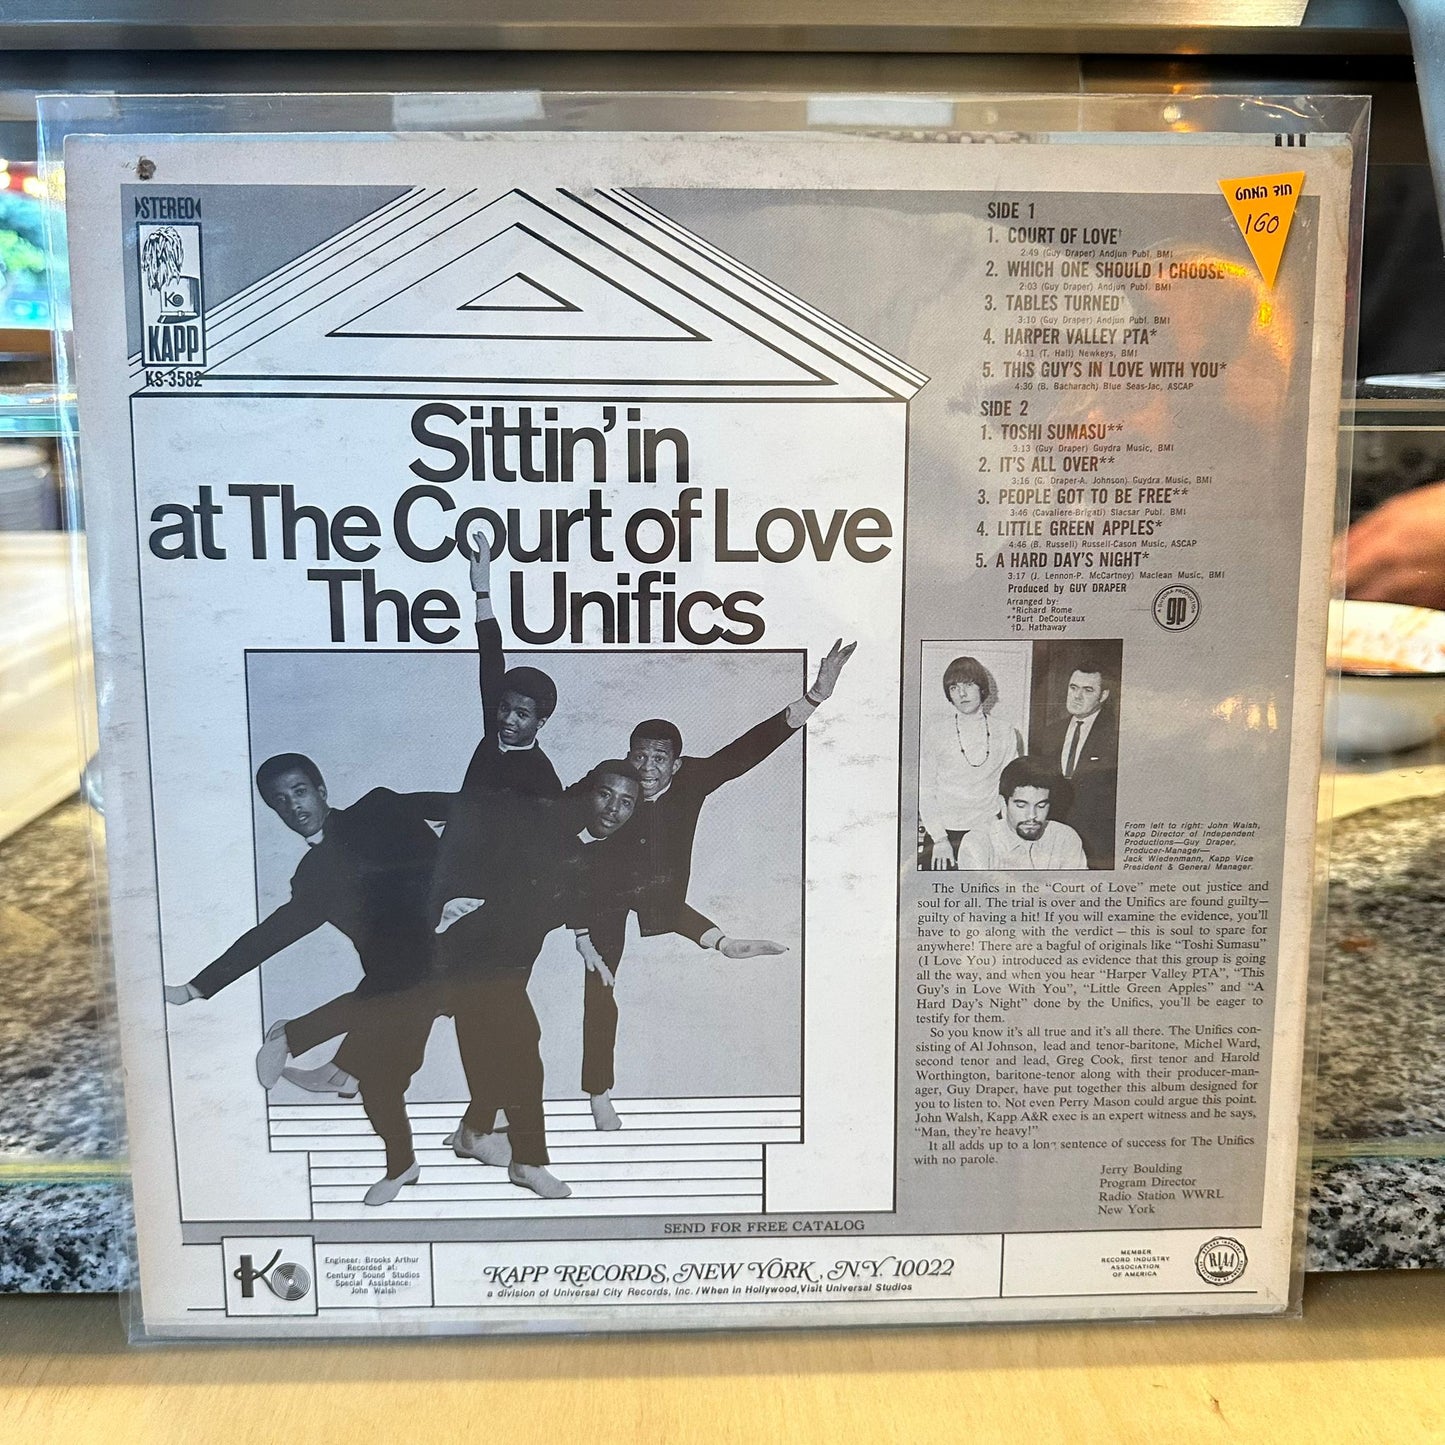 STEREO
KAPP
KS-3582
Sittin' in
at The Court of Love
The Unifics
SIDE 1
1. COURT OF LOVE†
2:49 (Guy Draper) Andjun Publ. BMI
2. WHICH ONE SHOULD I CHOOSE
2:03 (Guy Draper) Andjun Publ. BMI
3. TABLES TURNED†
3:10 (Guy Draper) Andjun Publ. BMI
4. HARPER VALLEY PTA*
4:11 (T. Hall) Newkeys, BMI
5. THIS GUY'S IN LOVE WITH YOU*
4:30 (B. Bacharach) Blue Seas-Jac, ASCAP
SIDE 2
1. TOSHI SUMASU**
3:13 (Guy Draper) Guydra Music, BMI
2. IT'S ALL OVER**
3:16 (G. Draper-A. Johnson) Guydra Music, BMI
3. PEOPLE GOT TO BE FREE**
3:46 (Cavaliere-Brigati) Slacsar Publ. BMI
4. LITTLE GREEN APPLES*
4:46 (B. Russell) Russell-Cason Music, ASCAP
5. A HARD DAY'S NIGHT*
3:17 (J. Lennon-P. McCartney) Maclean Music, BMI
Produced by GUY DRAPER
Arranged by:
*Richard Rome
**Burt DeCouteaux
†D. Hathaway
A GUYDRA PRODUCTION
gp
חוד המחט
160
From left to right: John Walsh,
Kapp Director of Independent
Productions—Guy Draper,
Producer-Manager—
Jack Wiedenmann, Kapp Vice
President & General Manager.
The Unifics in the "Court of Love" mete out justice and
soul for all. The trial is over and the Unifics are found guilty—
guilty of having a hit! If you will examine the evidence, you'll
have to go along with the verdict — this is soul to spare for
anywhere! There are a bagful of originals like "Toshi Sumasu"
(I Love You) introduced as evidence that this group is going
all the way, and when you hear "Harper Valley PTA", "This
Guy's in Love With You", "Little Green Apples" and "A
Hard Day's Night" done by the Unifics, you'll be eager to
testify for them.
So you know it's all true and it's all there. The Unifics con-
sisting of Al Johnson, lead and tenor-baritone, Michel Ward,
second tenor and lead, Greg Cook, first tenor and Harold
Worthington, baritone-tenor along with their producer-man-
ager, Guy Draper, have put together this album designed for
you to listen to. Not even Perry Mason could argue this point.
John Walsh, Kapp A&R exec is an expert witness and he says,
"Man, they're heavy!"
It all adds up to a long sentence of success for The Unifics
with no parole.
Jerry Boulding
Program Director
Radio Station WWRL
New York
SEND FOR FREE CATALOG
Engineer: Brooks Arthur
Recorded at:
Century Sound Studios
Special Assistance:
John Walsh
KAPP RECORDS, NEW YORK, N.Y. 10022
a division of Universal City Records, Inc. / When in Hollywood, Visit Universal Studios
MEMBER
RECORD INDUSTRY
ASSOCIATION
OF AMERICA
RIAA